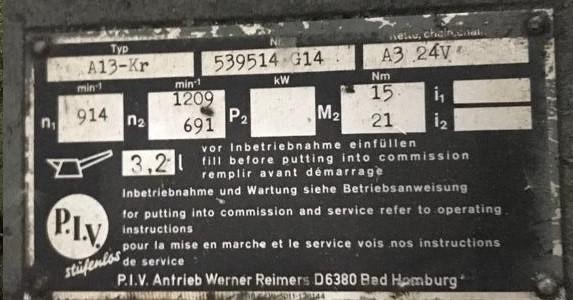 Typ Nr. Kette, chain, chaî.
A13-Kr 539514 G14 A3 24V
min⁻¹ min⁻¹ kW Nm
n₁ 914 n₂ 1209 691 P₂ M₂ 15 21 i₁ i₂
3,2 l
vor Inbetriebnahme einfüllen
fill before putting into commission
remplir avant démarrage
Inbetriebnahme und Wartung siehe Betriebsanweisung
for putting into commission and service refer to operating
instructions
pour la mise en marche et le service vois nos instructions
de service
P.I.V.
stufenlos
P.I.V. Antrieb Werner Reimers D6380 Bad Homburg